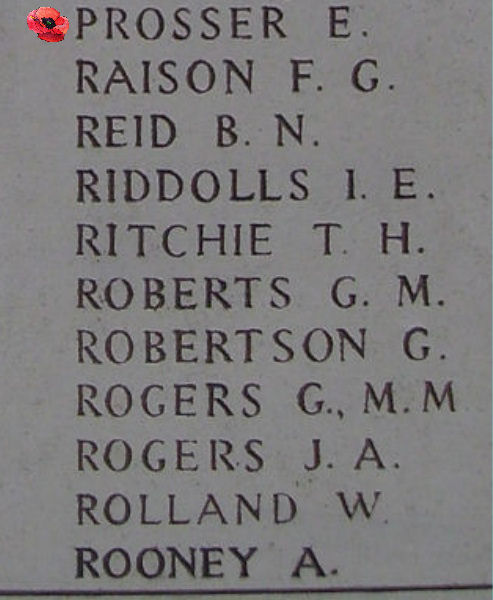 PROSSER E.
RAISON F. G.
REID B. N.
RIDDOLLS I. E.
RITCHIE T. H.
ROBERTS G. M.
ROBERTSON G.
ROGERS G., M.M
ROGERS J. A.
ROLLAND W.
ROONEY A.